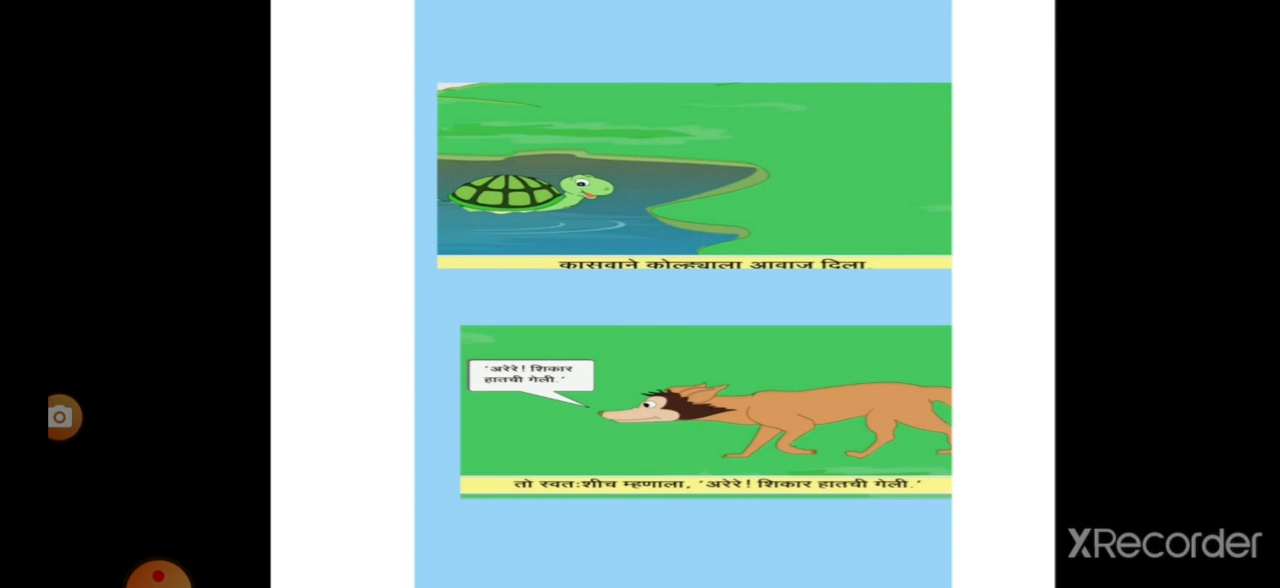 कासवाने कोल्ह्याला आवाज दिला.
'अरेरे! शिकार
हातची गेली.'
तो स्वतःशीच म्हणाला, 'अरेरे! शिकार हातची गेली.'
XRecorder